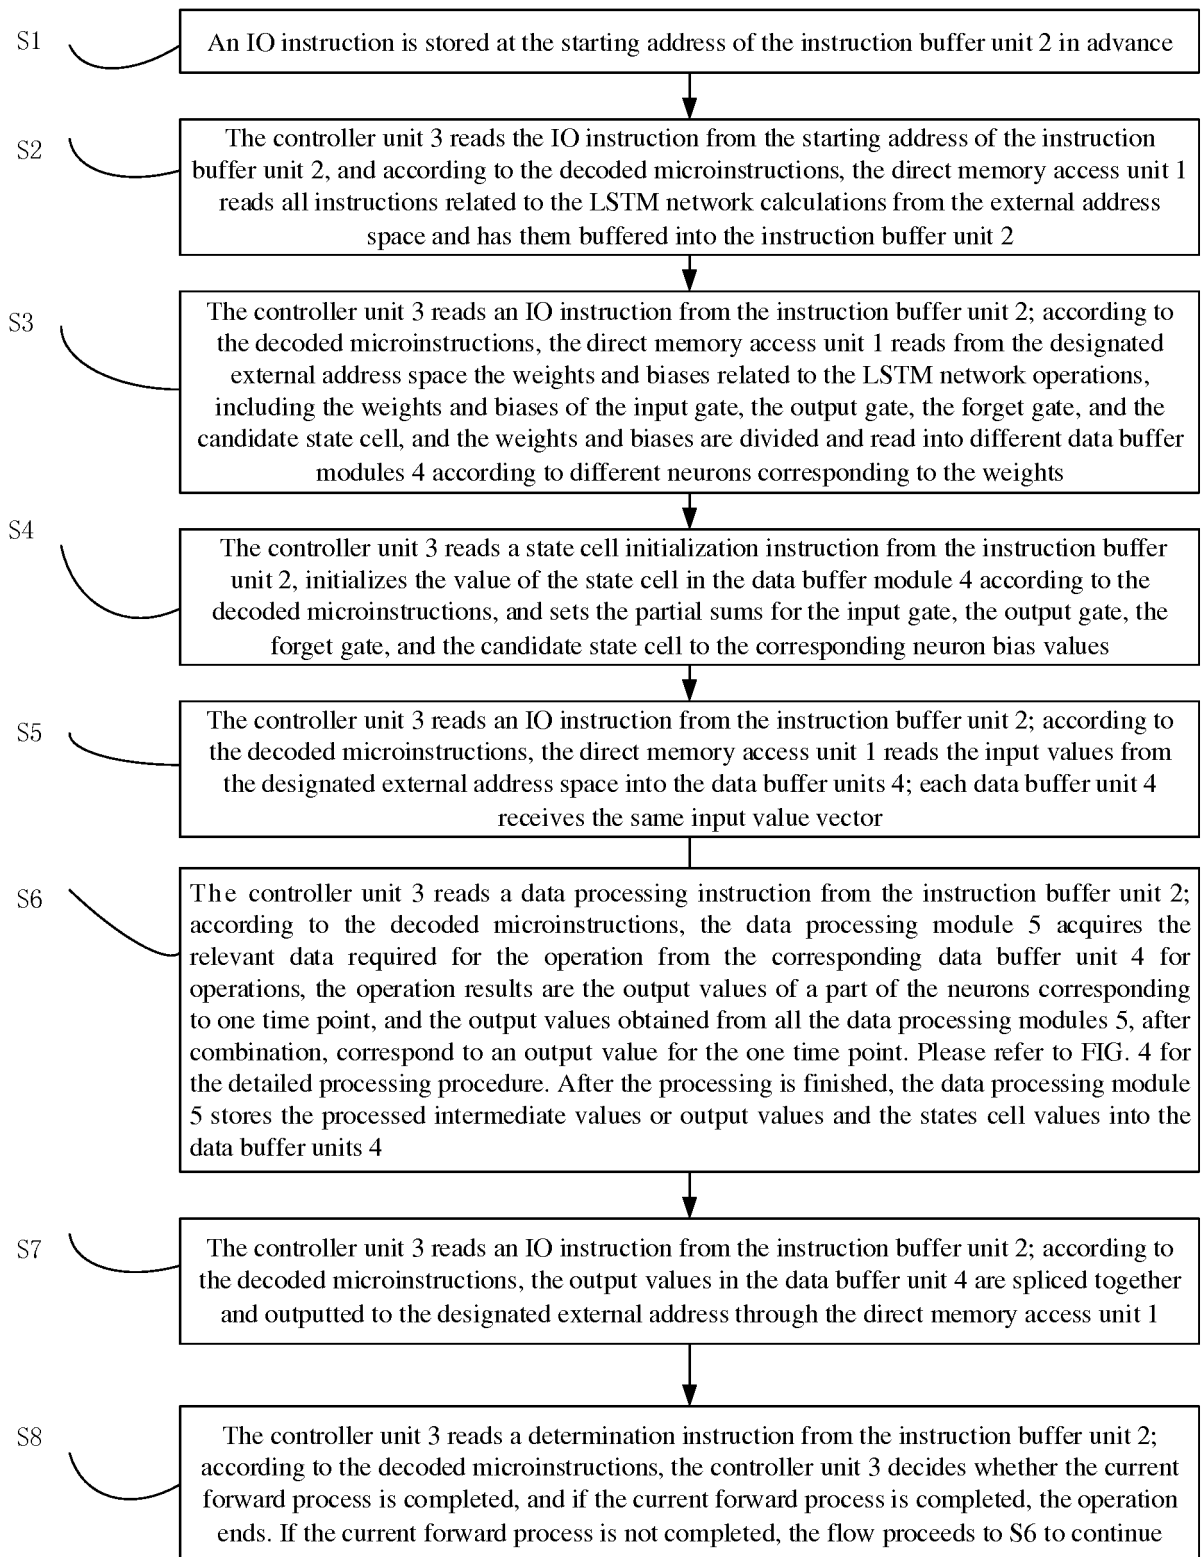 S1
An IO instruction is stored at the starting address of the instruction buffer unit 2 in advance
S2
The controller unit 3 reads the IO instruction from the starting address of the instruction
buffer unit 2, and according to the decoded microinstructions, the direct memory access unit 1
reads all instructions related to the LSTM network calculations from the external address
space and has them buffered into the instruction buffer unit 2
S3
The controller unit 3 reads an IO instruction from the instruction buffer unit 2; according to
the decoded microinstructions, the direct memory access unit 1 reads from the designated
external address space the weights and biases related to the LSTM network operations,
including the weights and biases of the input gate, the output gate, the forget gate, and the
candidate state cell, and the weights and biases are divided and read into different data buffer
modules 4 according to different neurons corresponding to the weights
S4
The controller unit 3 reads a state cell initialization instruction from the instruction buffer
unit 2, initializes the value of the state cell in the data buffer module 4 according to the
decoded microinstructions, and sets the partial sums for the input gate, the output gate, the
forget gate, and the candidate state cell to the corresponding neuron bias values
S5
The controller unit 3 reads an IO instruction from the instruction buffer unit 2; according to
the decoded microinstructions, the direct memory access unit 1 reads the input values from
the designated external address space into the data buffer units 4; each data buffer unit 4
receives the same input value vector
S6
The controller unit 3 reads a data processing instruction from the instruction buffer unit 2;
according to the decoded microinstructions, the data processing module 5 acquires the
relevant data required for the operation from the corresponding data buffer unit 4 for
operations, the operation results are the output values of a part of the neurons corresponding
to one time point, and the output values obtained from all the data processing modules 5, after
combination, correspond to an output value for the one time point. Please refer to FIG. 4 for
the detailed processing procedure. After the processing is finished, the data processing module
5 stores the processed intermediate values or output values and the states cell values into the
data buffer units 4
S7
The controller unit 3 reads an IO instruction from the instruction buffer unit 2; according to
the decoded microinstructions, the output values in the data buffer unit 4 are spliced together
and outputted to the designated external address through the direct memory access unit 1
S8
The controller unit 3 reads a determination instruction from the instruction buffer unit 2;
according to the decoded microinstructions, the controller unit 3 decides whether the current
forward process is completed, and if the current forward process is completed, the operation
ends. If the current forward process is not completed, the flow proceeds to S6 to continue